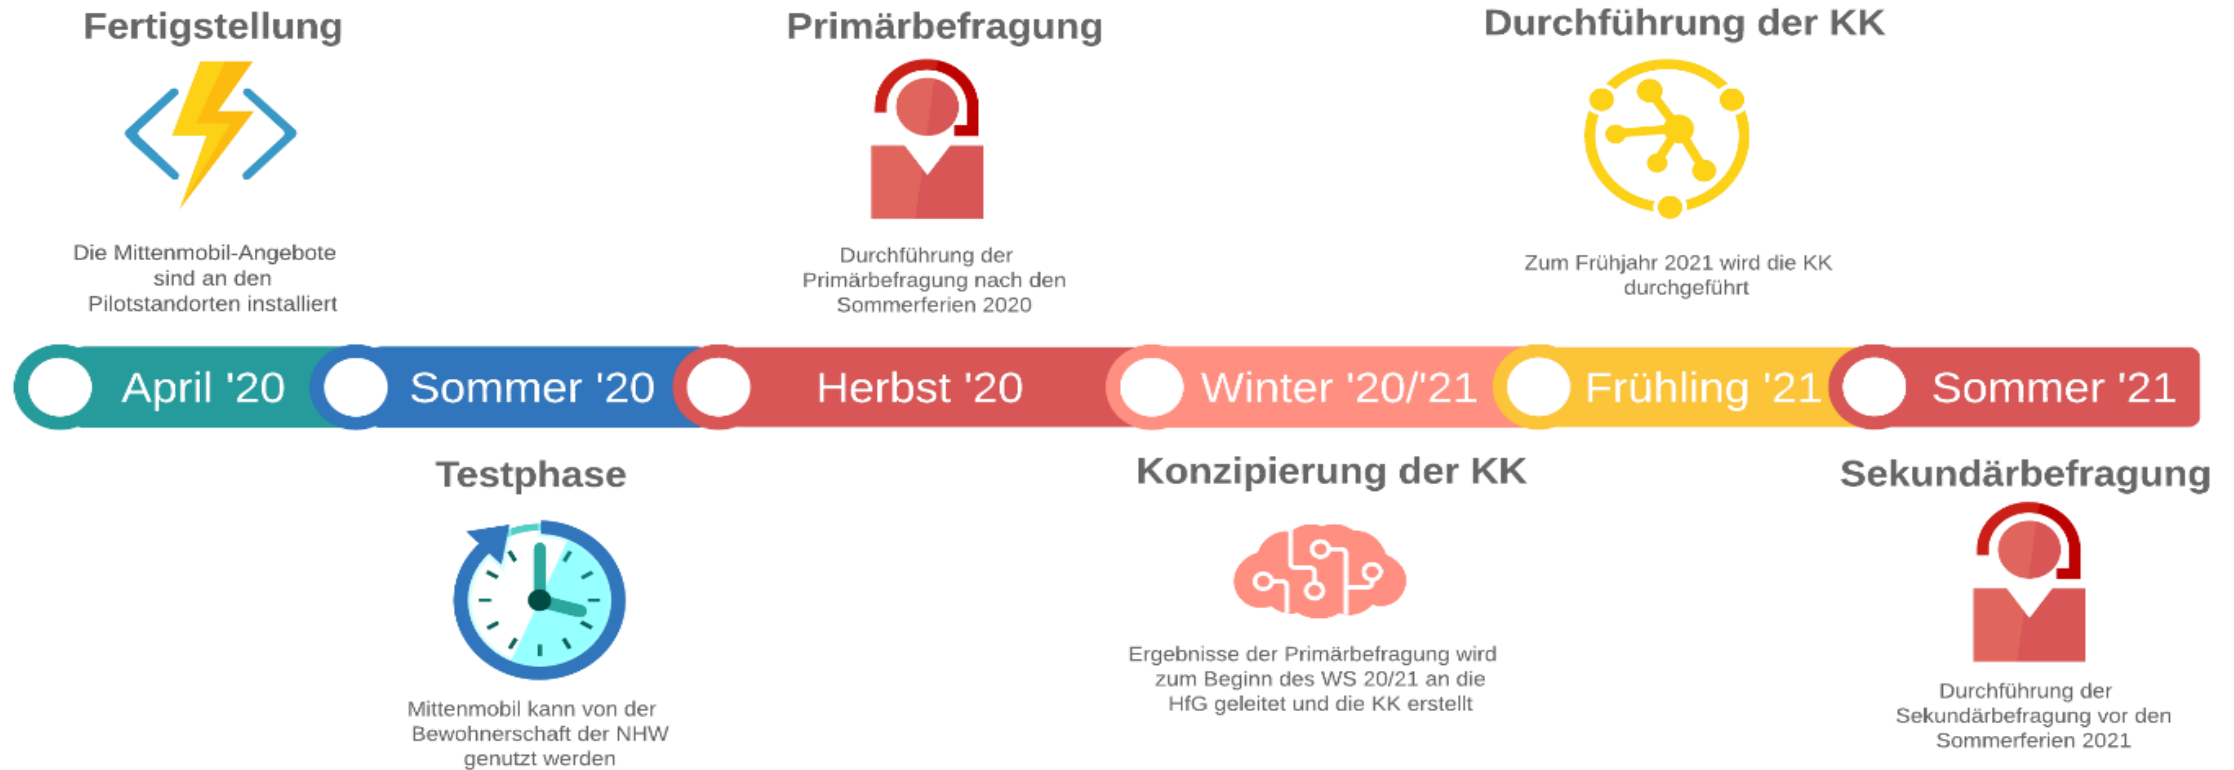 Fertigstellung
Die Mittenmobil-Angebote
sind an den
Pilotstandorten installiert
Primärbefragung
Durchführung der
Primärbefragung nach den
Sommerferien 2020
Durchführung der KK
Zum Frühjahr 2021 wird die KK
durchgeführt
April '20
Sommer '20
Herbst '20
Winter '20/'21
Frühling '21
Sommer '21
Testphase
Mittenmobil kann von der
Bewohnerschaft der NHW
genutzt werden
Konzipierung der KK
Ergebnisse der Primärbefragung wird
zum Beginn des WS 20/21 an die
HfG geleitet und die KK erstellt
Sekundärbefragung
Durchführung der
Sekundärbefragung vor den
Sommerferien 2021